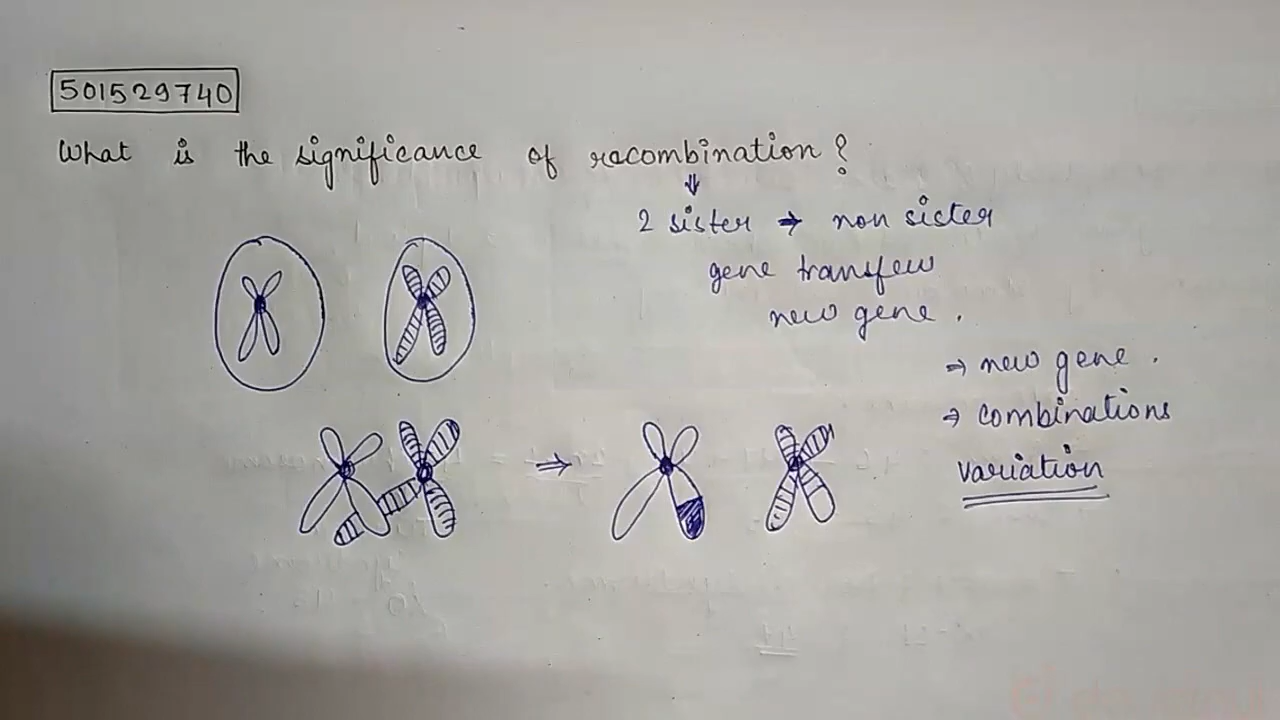 501529740
What is the significance of recombination?
⇓
2 sister → non sister
gene transfew
new gene.
⇒ new gene.
⇒ combinations
variation
⇒